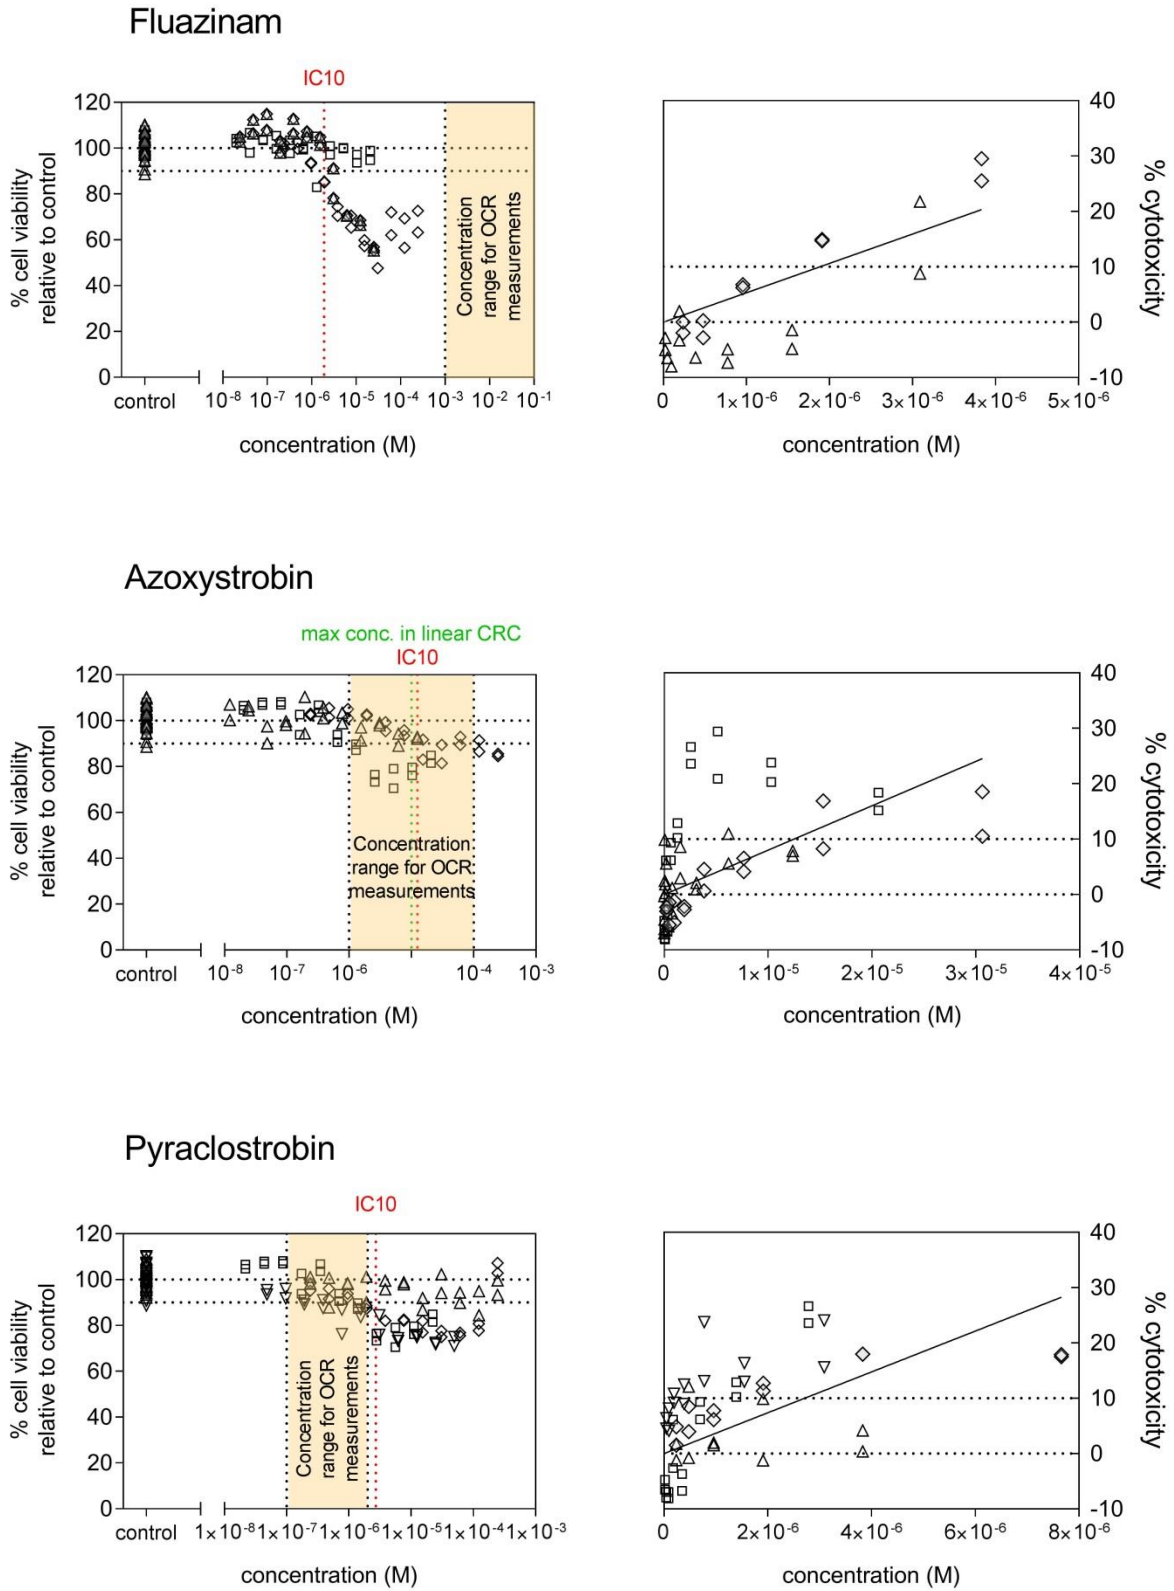 Fluazinam
IC10
% cell viability
relative to control
120
100
80
60
40
20
0
Concentration
range for OCR
measurements
control
10⁻⁸ 10⁻⁷ 10⁻⁶ 10⁻⁵ 10⁻⁴ 10⁻³ 10⁻² 10⁻¹
concentration (M)
40
30
20
10
0
-10
% cytotoxicity
0 1×10⁻⁶ 2×10⁻⁶ 3×10⁻⁶ 4×10⁻⁶ 5×10⁻⁶
concentration (M)
Azoxystrobin
max conc. in linear CRC
IC10
% cell viability
relative to control
120
100
80
60
40
20
0
Concentration
range for OCR
measurements
control
10⁻⁸ 10⁻⁷ 10⁻⁶ 10⁻⁵ 10⁻⁴ 10⁻³
concentration (M)
40
30
20
10
0
-10
% cytotoxicity
0 1×10⁻⁵ 2×10⁻⁵ 3×10⁻⁵ 4×10⁻⁵
concentration (M)
Pyraclostrobin
IC10
% cell viability
relative to control
120
100
80
60
40
20
0
Concentration
range for OCR
measurements
control
1×10⁻⁸ 1×10⁻⁷ 1×10⁻⁶ 1×10⁻⁵ 1×10⁻⁴ 1×10⁻³
concentration (M)
40
30
20
10
0
-10
% cytotoxicity
0 2×10⁻⁶ 4×10⁻⁶ 6×10⁻⁶ 8×10⁻⁶
concentration (M)